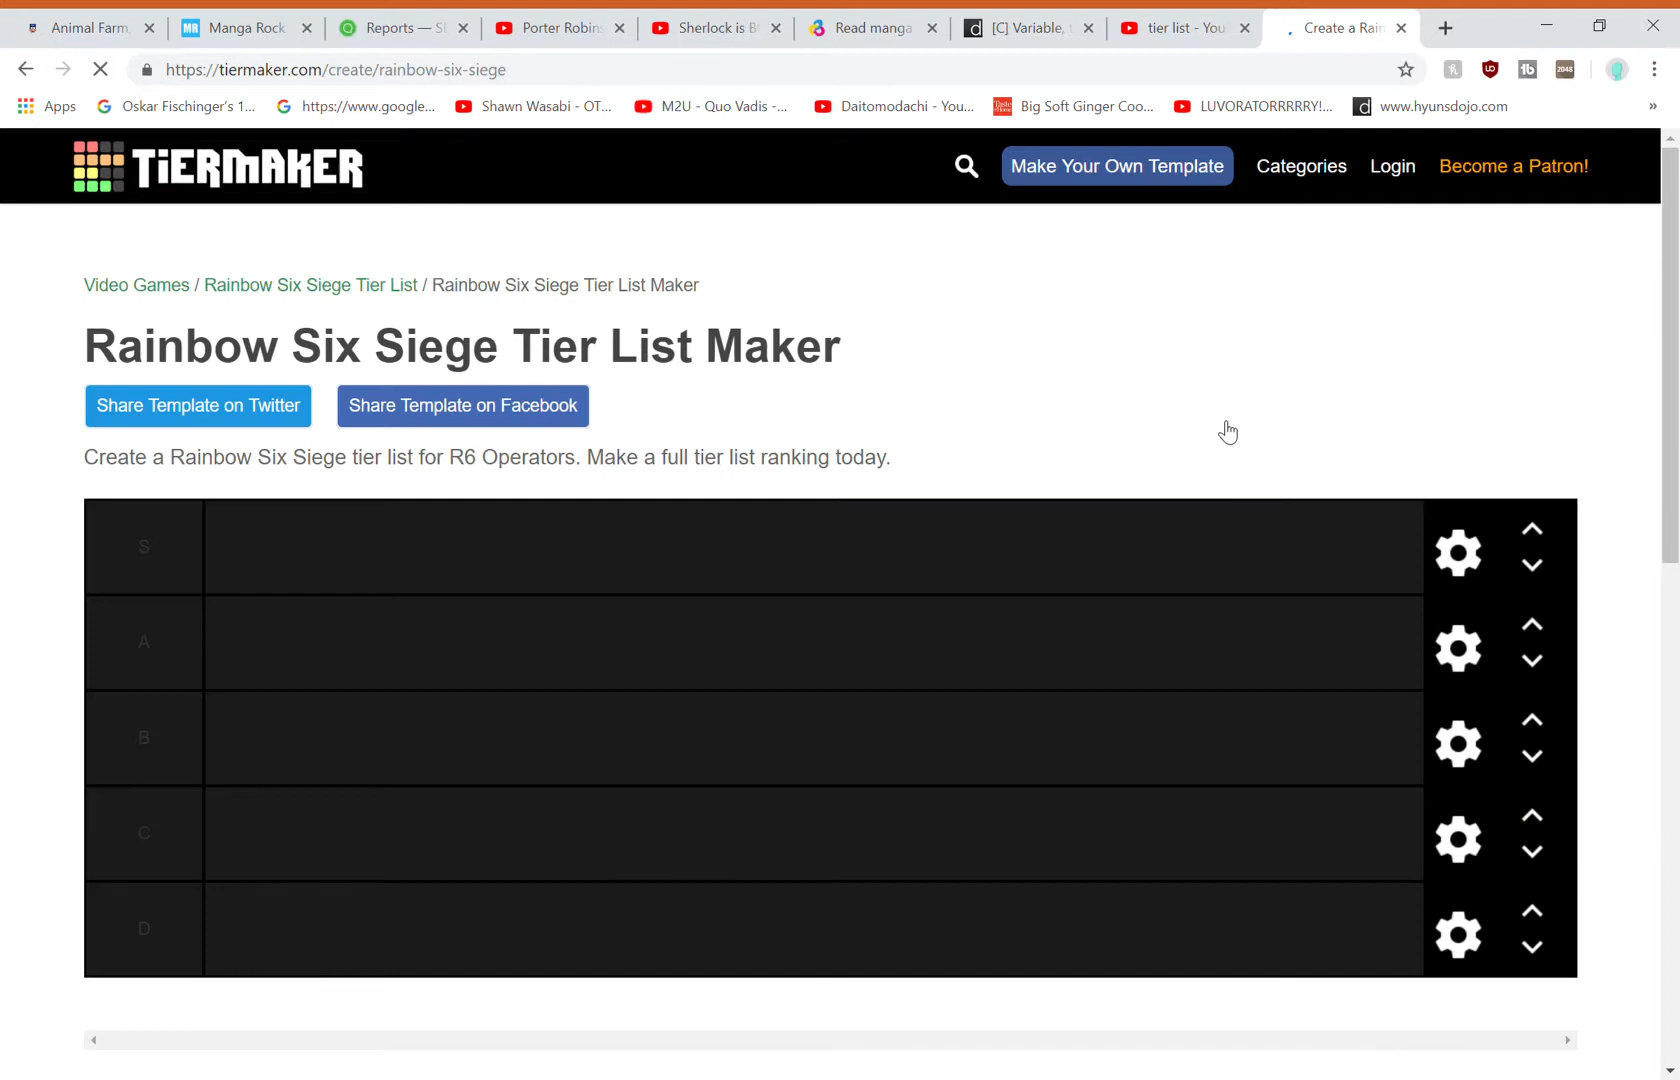 Animal Farm,
Manga Rock
Reports — SE
Porter Robins
Sherlock is B
Read manga
[C] Variable,
tier list - You
Create a Rain
https://tiermaker.com/create/rainbow-six-siege
Apps
Oskar Fischinger's 1...
https://www.google...
Shawn Wasabi - OT...
M2U - Quo Vadis -...
Daitomodachi - You...
Big Soft Ginger Coo...
LUVORATORRRRRY!...
www.hyunsdojo.com
»
TiERMAKER
Make Your Own Template
Categories
Login
Become a Patron!
Video Games / Rainbow Six Siege Tier List / Rainbow Six Siege Tier List Maker
Rainbow Six Siege Tier List Maker
Share Template on Twitter
Share Template on Facebook
Create a Rainbow Six Siege tier list for R6 Operators. Make a full tier list ranking today.
S
A
B
C
D